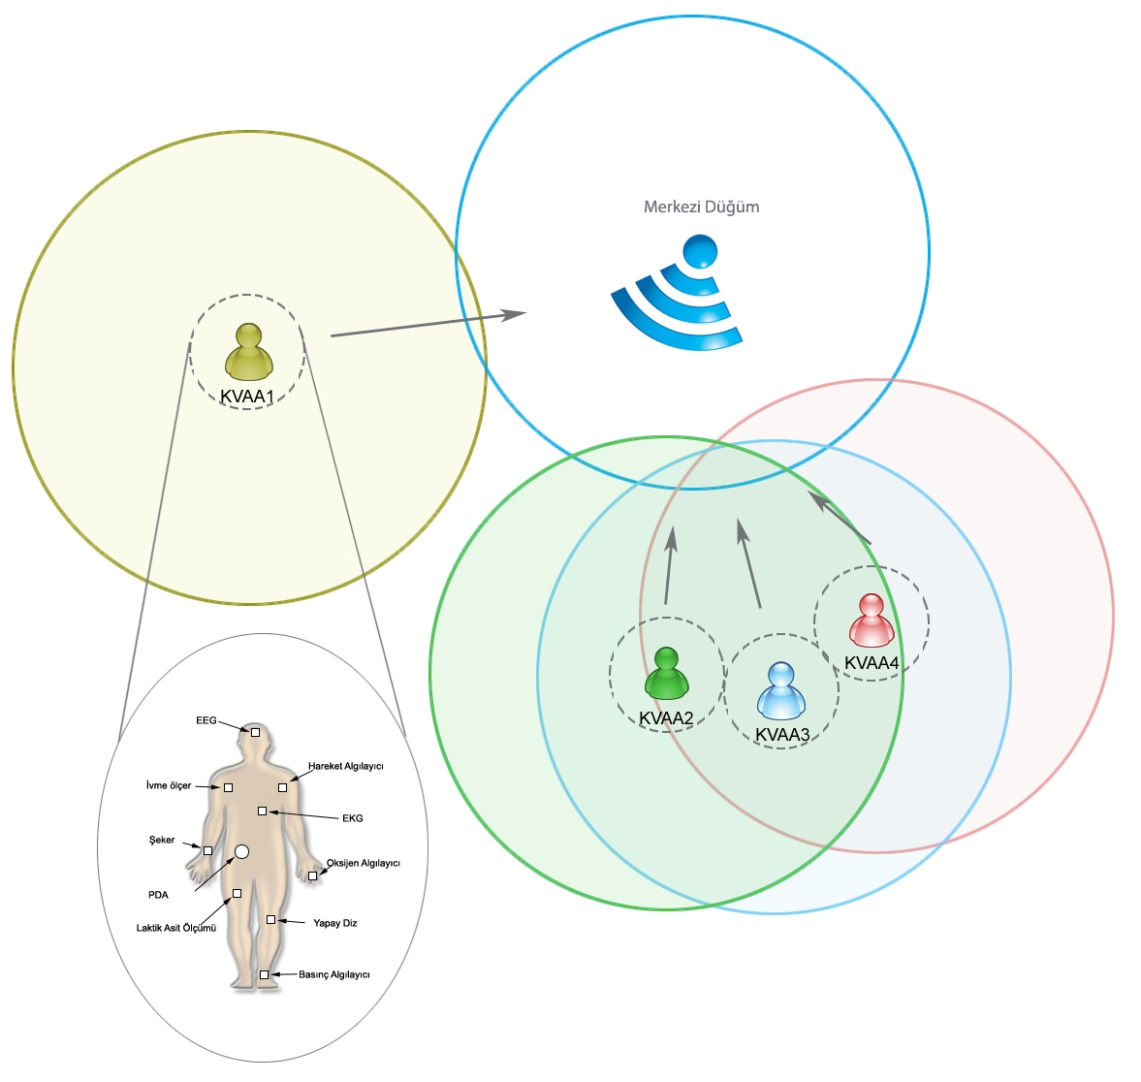 Merkezi Düğüm
KVAA1
KVAA4
KVAA2
KVAA3
EEG
Hareket Algılayıcı
İvme ölçer
EKG
Şeker
Oksijen Algılayıcı
PDA
Laktik Asit Ölçümü
Yapay Diz
Basınç Algılayıcı